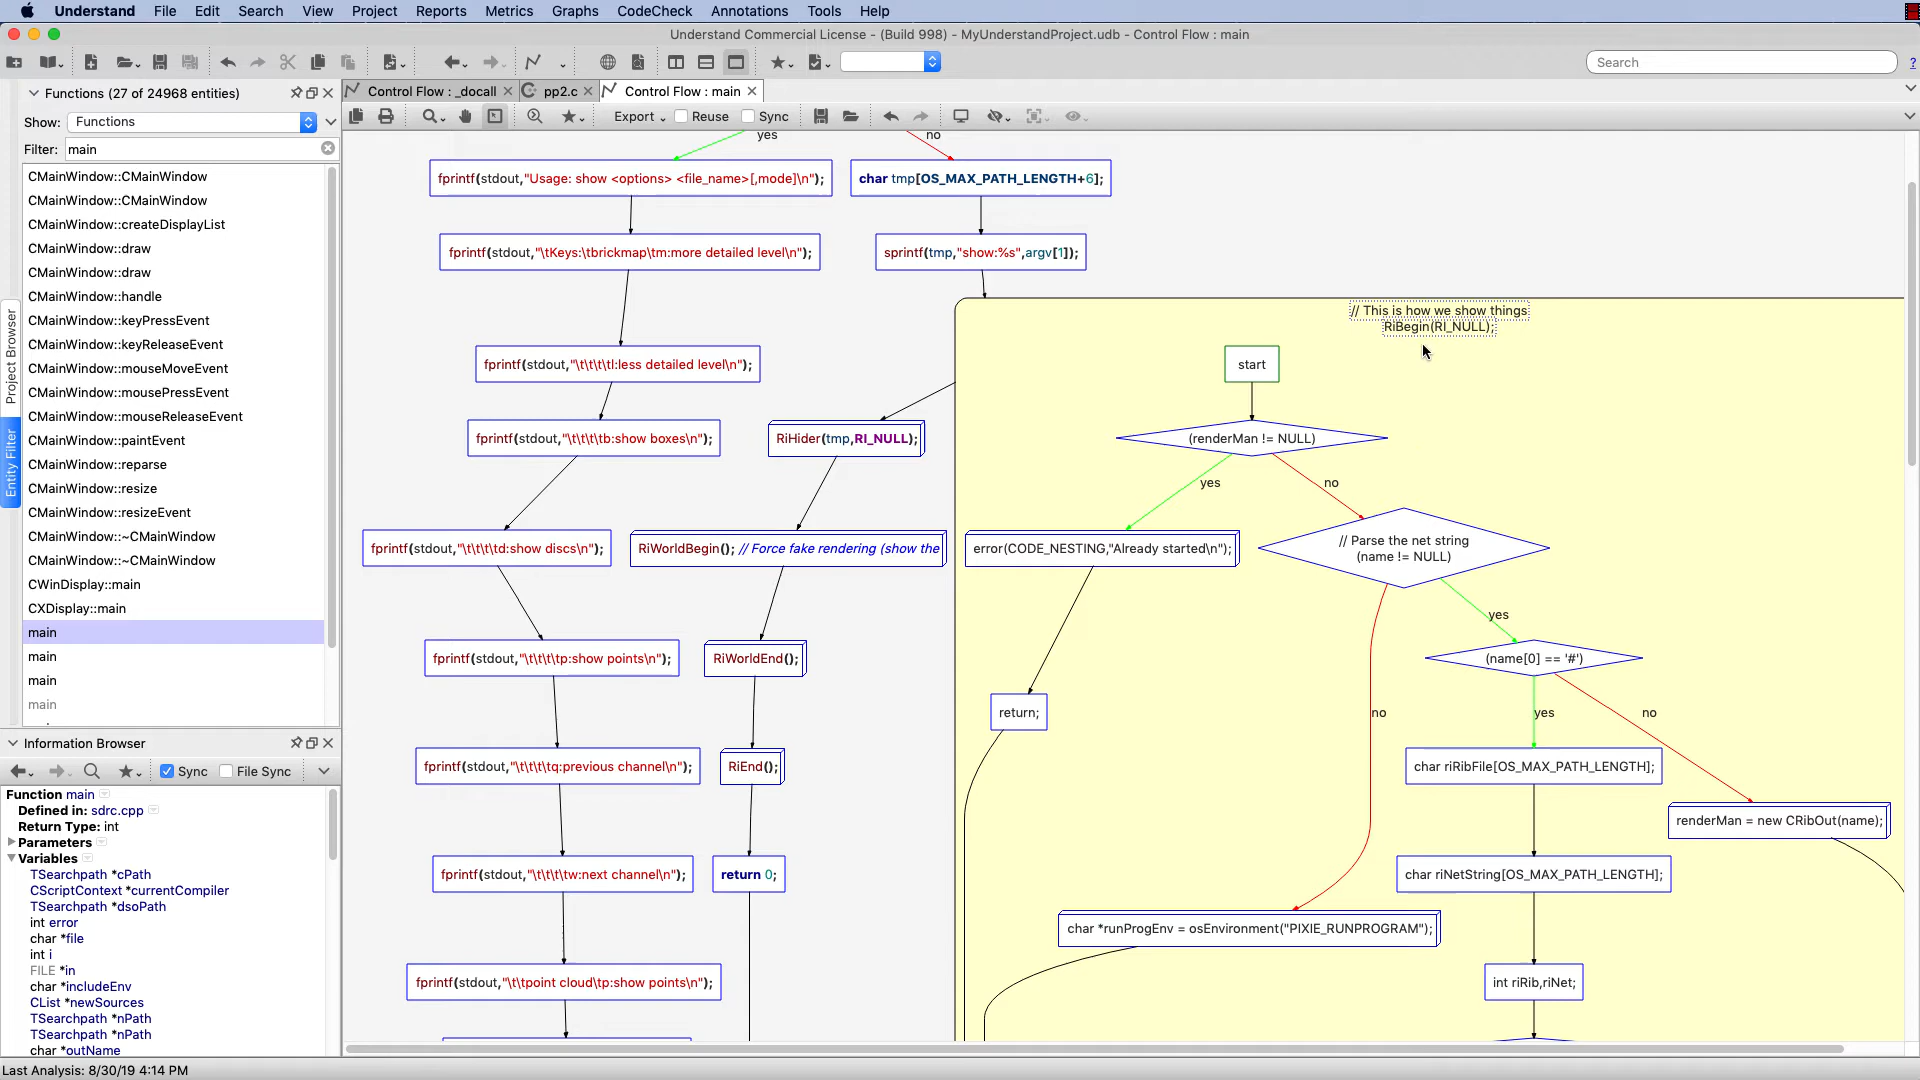 Understand File Edit Search View Project Reports Metrics Graphs CodeCheck Annotations Tools Help
Understand Commercial License - (Build 998) - MyUnderstandProject.udb - Control Flow : main
Search
?
Functions (27 of 24968 entities)
Show: Functions
Filter: main
CMainWindow::CMainWindow
CMainWindow::CMainWindow
CMainWindow::createDisplayList
CMainWindow::draw
CMainWindow::draw
CMainWindow::handle
CMainWindow::keyPressEvent
CMainWindow::keyReleaseEvent
CMainWindow::mouseMoveEvent
CMainWindow::mousePressEvent
CMainWindow::mouseReleaseEvent
CMainWindow::paintEvent
CMainWindow::reparse
CMainWindow::resize
CMainWindow::resizeEvent
CMainWindow::~CMainWindow
CMainWindow::~CMainWindow
CWinDisplay::main
CXDisplay::main
main
main
main
main
Project Browser
Entity Filter
Information Browser
Sync File Sync
Function main
Defined in: sdrc.cpp
Return Type: int
Parameters
Variables
TSearchpath *cPath
CScriptContext *currentCompiler
TSearchpath *dsoPath
int error
char *file
int i
FILE *in
char *includeEnv
CList *newSources
TSearchpath *nPath
TSearchpath *nPath
char *outName
Last Analysis: 8/30/19 4:14 PM
Control Flow : _docall pp2.c Control Flow : main
Export Reuse Sync
yes no
fprintf(stdout,"Usage: show <options> <file_name>[,mode]\n");
char tmp[OS_MAX_PATH_LENGTH+6];
fprintf(stdout,"\tKeys:\tbrickmap\tm:more detailed level\n");
sprintf(tmp,"show:%s",argv[1]);
// This is how we show things
RiBegin(RI_NULL);
fprintf(stdout,"\t\t\t\tl:less detailed level\n");
start
fprintf(stdout,"\t\t\t\tb:show boxes\n");
RiHider(tmp,RI_NULL);
(renderMan != NULL)
yes
no
fprintf(stdout,"\t\t\t\td:show discs\n");
RiWorldBegin(); // Force fake rendering (show the
error(CODE_NESTING,"Already started\n");
// Parse the net string
(name != NULL)
yes
fprintf(stdout,"\t\t\t\tp:show points\n");
RiWorldEnd();
(name[0] == '#')
return;
no
yes
no
fprintf(stdout,"\t\t\t\tq:previous channel\n");
RiEnd();
char riRibFile[OS_MAX_PATH_LENGTH];
renderMan = new CRibOut(name);
fprintf(stdout,"\t\t\t\tw:next channel\n");
return 0;
char riNetString[OS_MAX_PATH_LENGTH];
char *runProgEnv = osEnvironment("PIXIE_RUNPROGRAM");
fprintf(stdout,"\t\tpoint cloud\tp:show points\n");
int riRib,riNet;